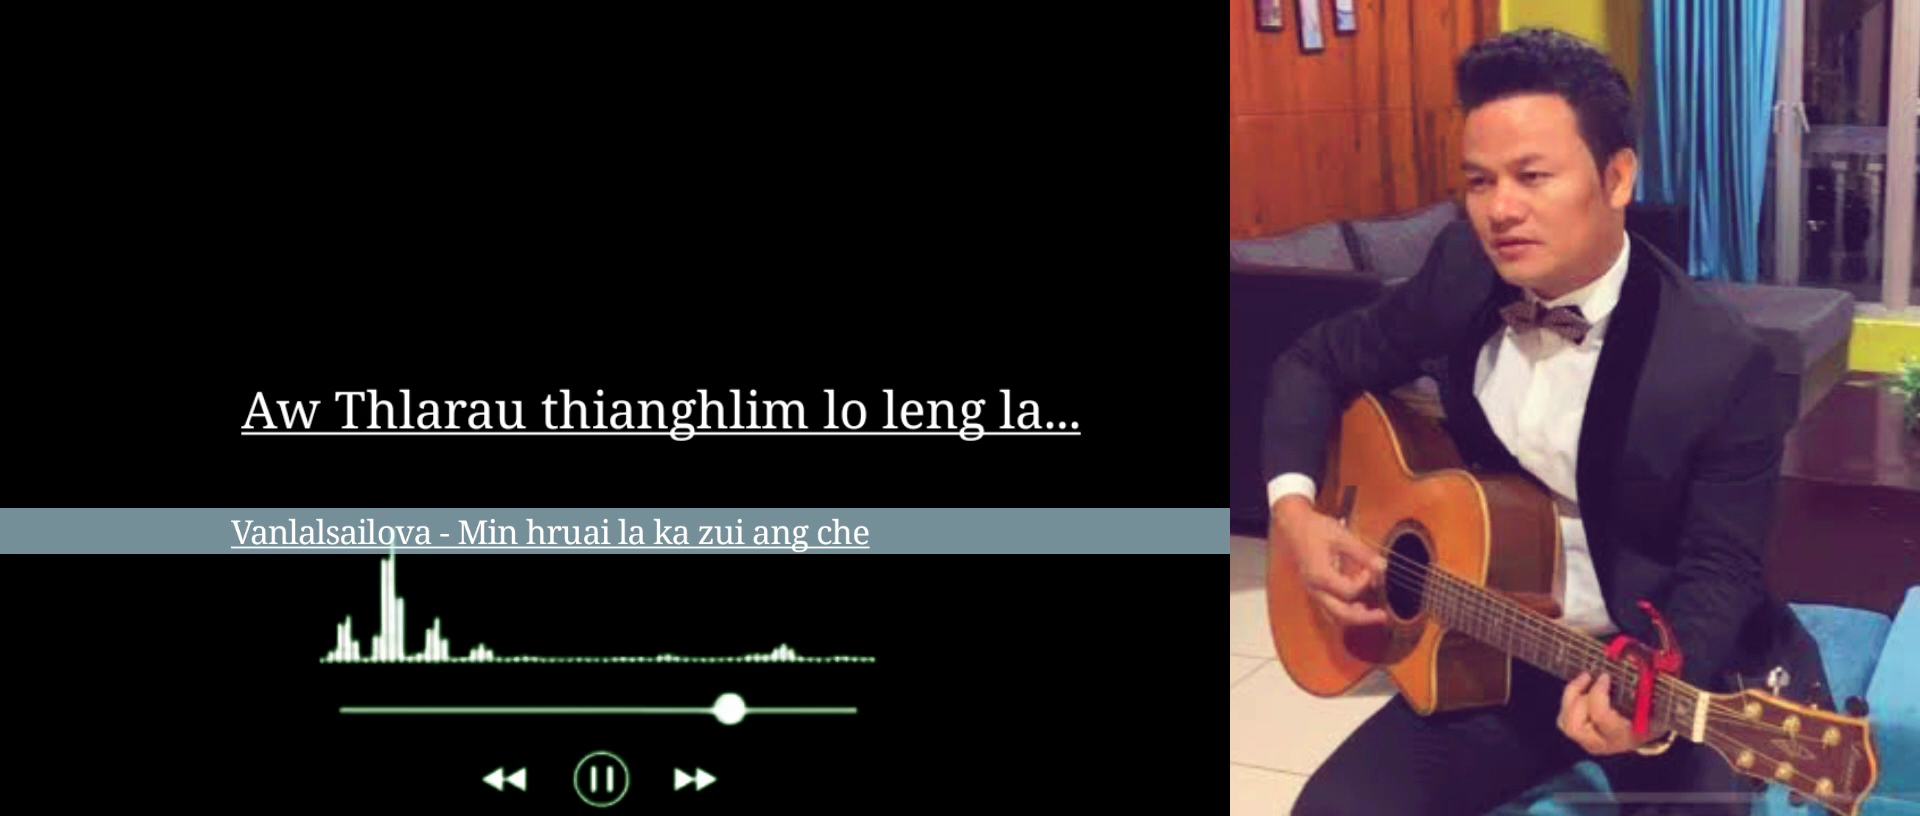 Aw Thlarau thianghlim lo leng la...
Vanlalsailova - Min hruai la ka zui ang che